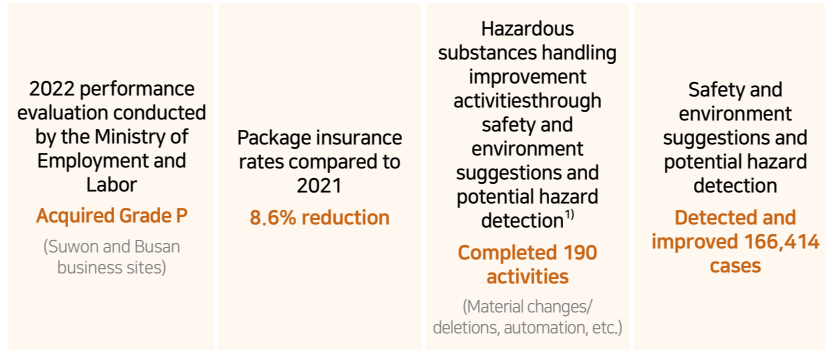 2022 performance
evaluation conducted
by the Ministry of
Employment and
Labor
Acquired Grade P
(Suwon and Busan
business sites)
Package insurance
rates compared to
2021
8.6% reduction
Hazardous
substances handling
improvement
activitiesthrough
safety and
environment
suggestions and
potential hazard
detection1)
Completed 190
activities
(Material changes/
deletions, automation, etc.)
Safety and
environment
suggestions and
potential hazard
detection
Detected and
improved 166,414
cases